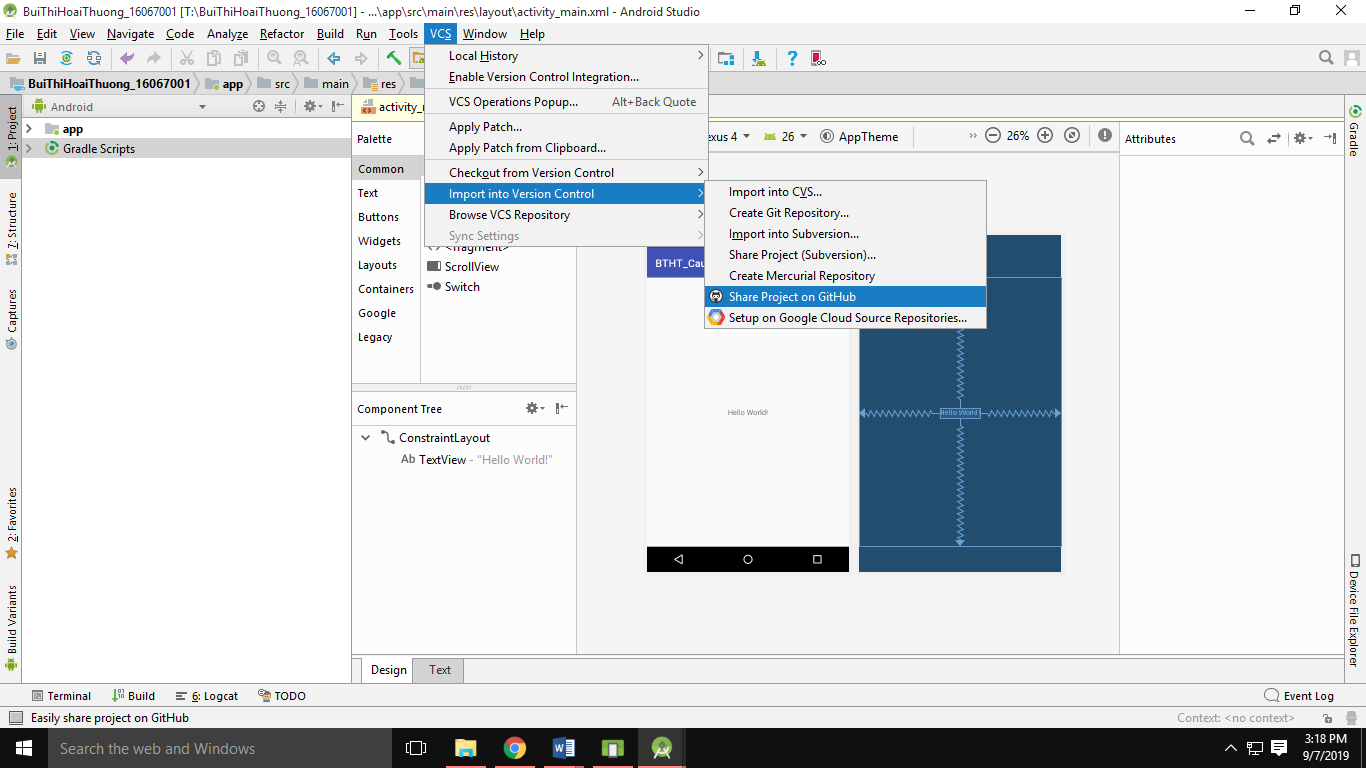 BuiThiHoaiThuong_16067001 [T:\BuiThiHoaiThuong_16067001] - ...\app\src\main\res\layout\activity_main.xml - Android Studio
File Edit View Navigate Code Analyze Refactor Build Run Tools VCS Window Help
BuiThiHoaiThuong_16067001 app src main res
Local History
Enable Version Control Integration...
VCS Operations Popup... Alt+Back Quote
Apply Patch...
Apply Patch from Clipboard...
Checkout from Version Control
Import into Version Control
Browse VCS Repository
Sync Settings
Import into CVS...
Create Git Repository...
Import into Subversion...
Share Project (Subversion)...
Create Mercurial Repository
Share Project on GitHub
Setup on Google Cloud Source Repositories...
1: Project
7: Structure
Captures
2: Favorites
Build Variants
Android
app
Gradle Scripts
activity_m
Palette
Common
Text
Buttons
Widgets
Layouts
Containers
Google
Legacy
<fragment>
ScrollView
Switch
Component Tree
ConstraintLayout
Ab TextView - "Hello World!"
exus 4 26 AppTheme 26%
BTHT_Cau
Hello World!
Hello World!
Attributes
Gradle
Device File Explorer
Design Text
Terminal Build 6: Logcat TODO Event Log
Easily share project on GitHub Context: <no context>
Search the web and Windows
3:18 PM
9/7/2019